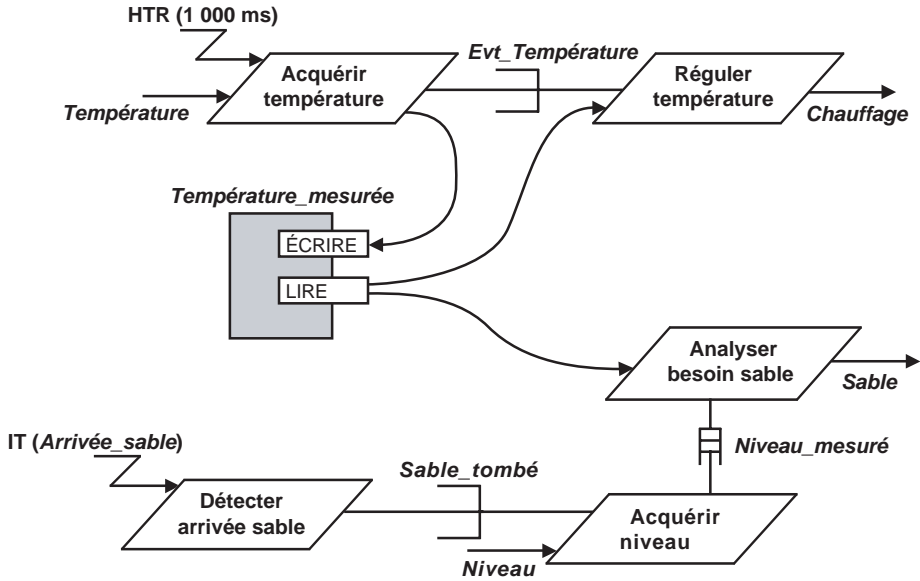 HTR (1 000 ms)
Evt_Température
Acquérir
température
Réguler
température
Température
Chauffage
Température_mesurée
ÉCRIRE
LIRE
Analyser
besoin sable
Sable
IT (Arrivée_sable)
Niveau_mesuré
Sable_tombé
Détecter
arrivée sable
Acquérir
niveau
Niveau